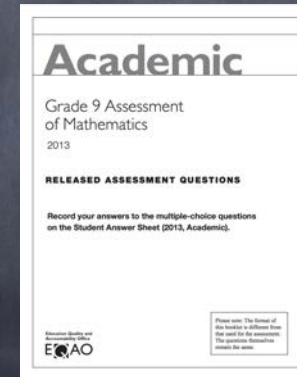 Academic
Grade 9 Assessment
of Mathematics
2013
RELEASED ASSESSMENT QUESTIONS
Record your answers to the multiple-choice questions
on the Student Answer Sheet (2013, Academic).
Education Quality and
Accountability Office
EQAO
Please note: The format of
this booklet is different from
that used for the assessment.
The questions themselves
remain the same.